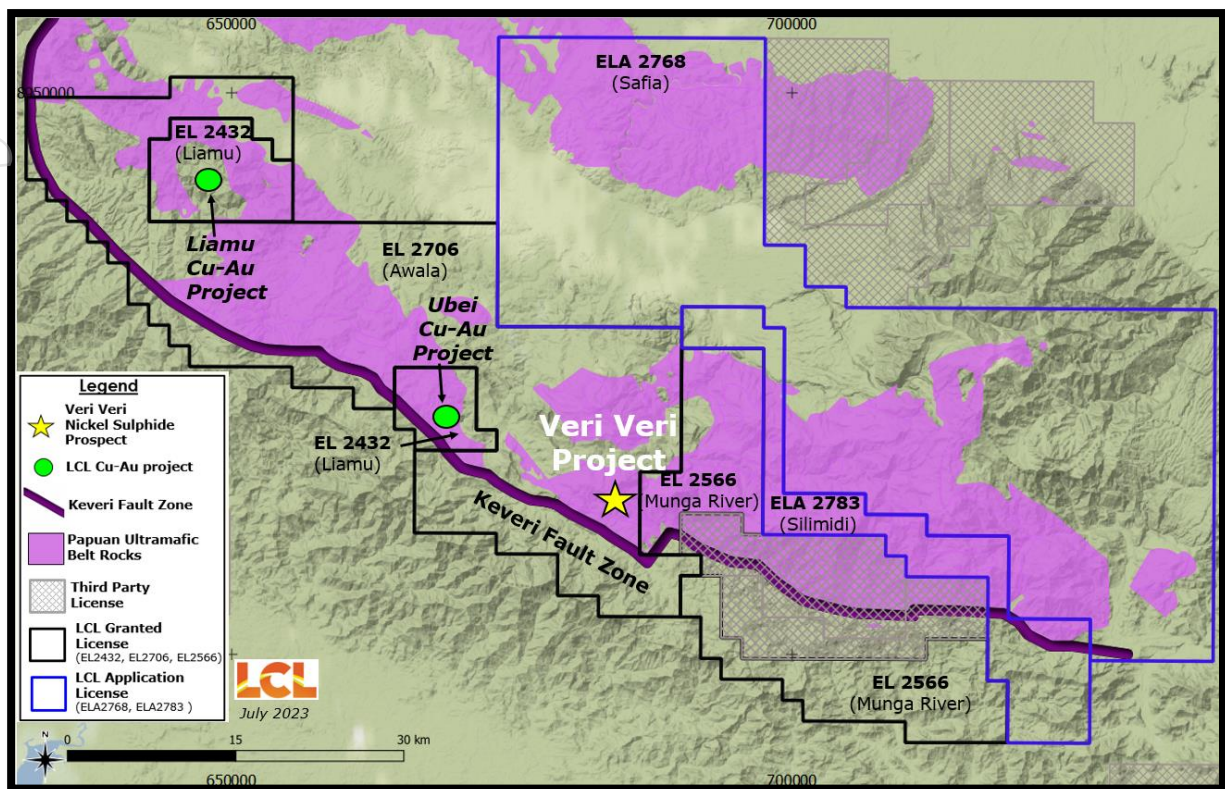 650000
700000
8950000
ELA 2768
(Safia)
EL 2432
(Liamu)
Liamu
Cu-Au
Project
EL 2706
(Awala)
Ubei
Cu-Au
Project
EL 2432
(Liamu)
Veri Veri
Project
EL 2566
(Munga River)
ELA 2783
(Silimidi)
Keveri Fault Zone
EL 2566
(Munga River)
Legend
Veri Veri
Nickel Sulphide
Prospect
LCL Cu-Au project
Keveri Fault Zone
Papuan Ultramafic
Belt Rocks
Third Party
License
LCL Granted
License
(EL2432, EL2706, EL2566)
LCL Application
License
(ELA2768, ELA2783 )
LCL
July 2023
N
0 15 30 km
650000
700000